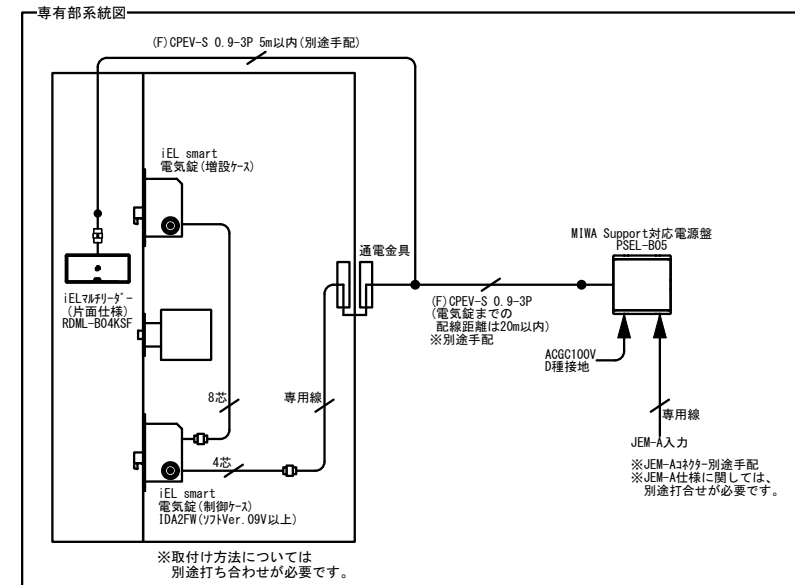 専有部系統図
(F)CPEV-S 0.9-3P 5m以内(別途手配)
iEL smart
電気錠(増設ケース)
iELマルチリーダー
(片面仕様)
RDML-B04KSF
通電金具
MIWA Support対応電源盤
PSEL-B05
(F)CPEV-S 0.9-3P
(電気錠までの
配線距離は20m以内)
※別途手配
ACGC100V
D種接地
8芯
専用線
専用線
JEM-A入力
※JEM-Aコネクター別途手配
※JEM-A仕様に関しては、
別途打合せが必要です。
4芯
iEL smart
電気錠(制御ケース)
IDA2FW(ソフトVer.09V以上)
※取付け方法については
別途打ち合わせが必要です。